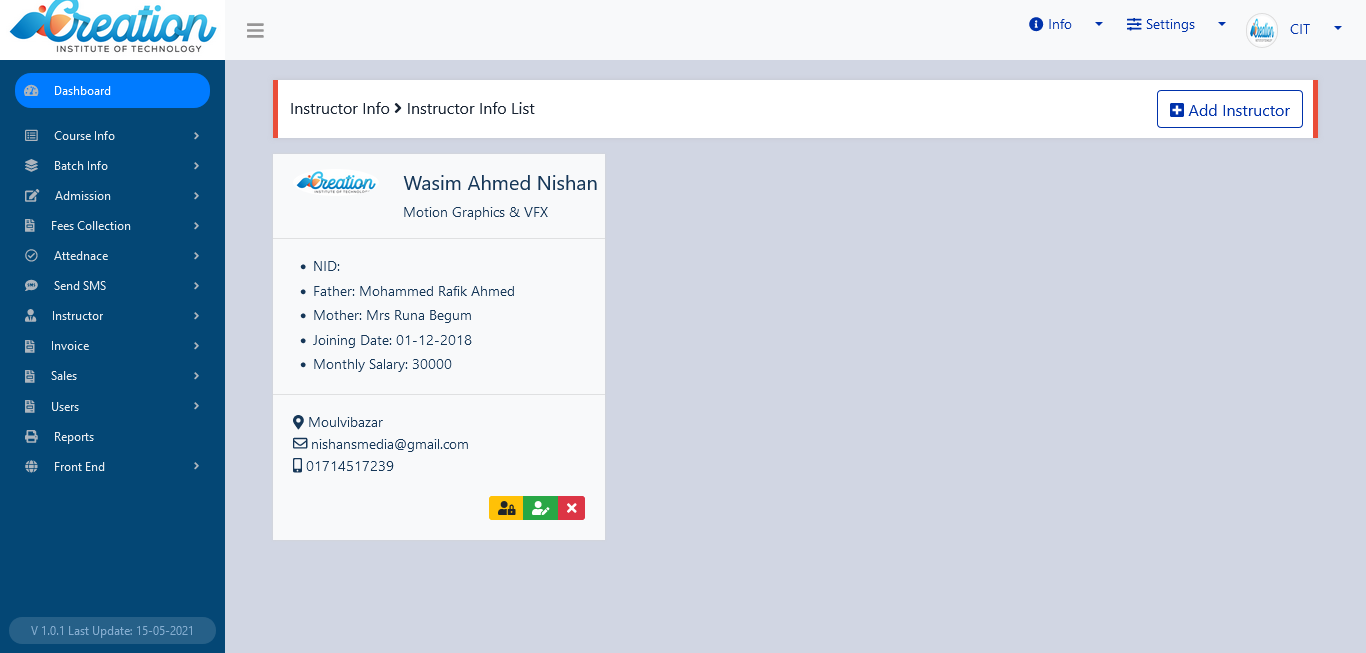 Creation
INSTITUTE OF TECHNOLOGY
Info
Settings
CIT
Dashboard
Course Info
Batch Info
Admission
Fees Collection
Attednace
Send SMS
Instructor
Invoice
Sales
Users
Reports
Front End
V 1.0.1 Last Update: 15-05-2021
Instructor Info > Instructor Info List
Add Instructor
Creation
INSTITUTE OF TECHNOLOGY
Wasim Ahmed Nishan
Motion Graphics & VFX
• NID:
• Father: Mohammed Rafik Ahmed
• Mother: Mrs Runa Begum
• Joining Date: 01-12-2018
• Monthly Salary: 30000
Moulvibazar
nishansmedia@gmail.com
01714517239